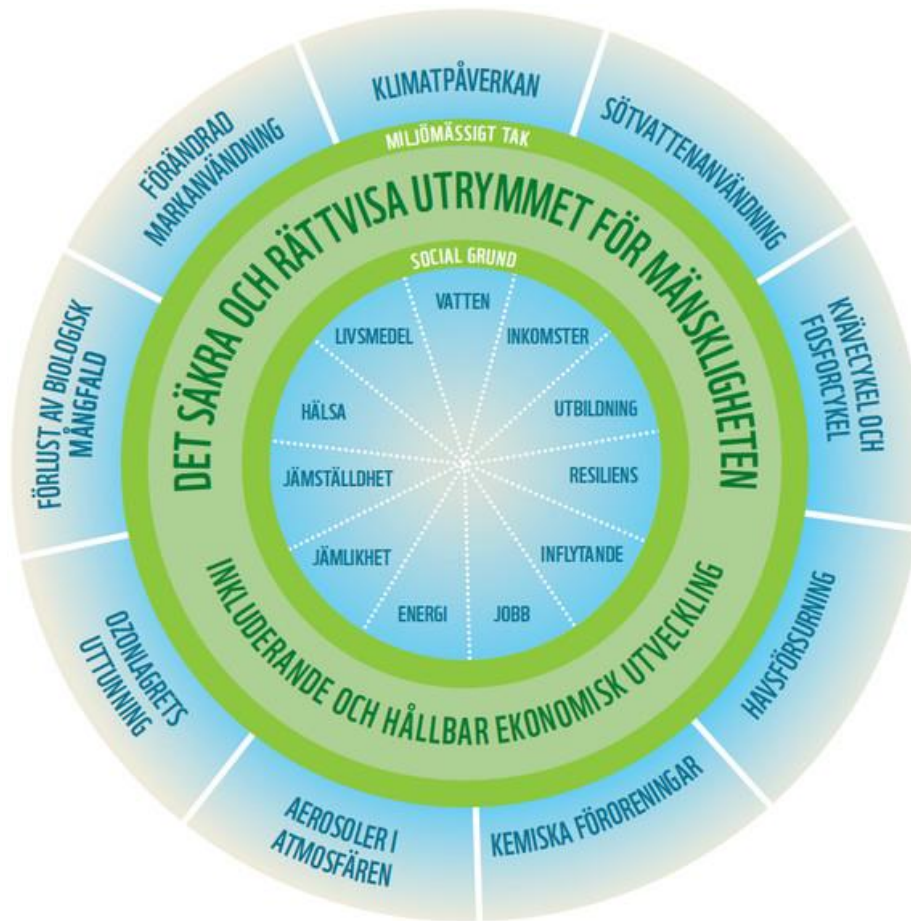 KLIMATPÅVERKAN
SÖTVATTENANVÄNDNING
KVÄVECYKEL OCH
FOSFORCYKEL
HAVSFÖRSURNING
KEMISKA FÖRORENINGAR
AEROSOLER I
ATMOSFÄREN
OZONLAGRETS
UTTUNNING
FÖRLUST AV BIOLOGISK
MÅNGFALD
FÖRÄNDRAD
MARKANVÄNDNING
MILJÖMÄSSIGT TAK
DET SÄKRA OCH RÄTTVISA UTRYMMET FÖR MÄNSKLIGHETEN
SOCIAL GRUND
VATTEN
INKOMSTER
UTBILDNING
RESILIENS
INFLYTANDE
JOBB
ENERGI
JÄMLIKHET
JÄMSTÄLLDHET
HÄLSA
LIVSMEDEL
INKLUDERANDE OCH HÅLLBAR EKONOMISK UTVECKLING